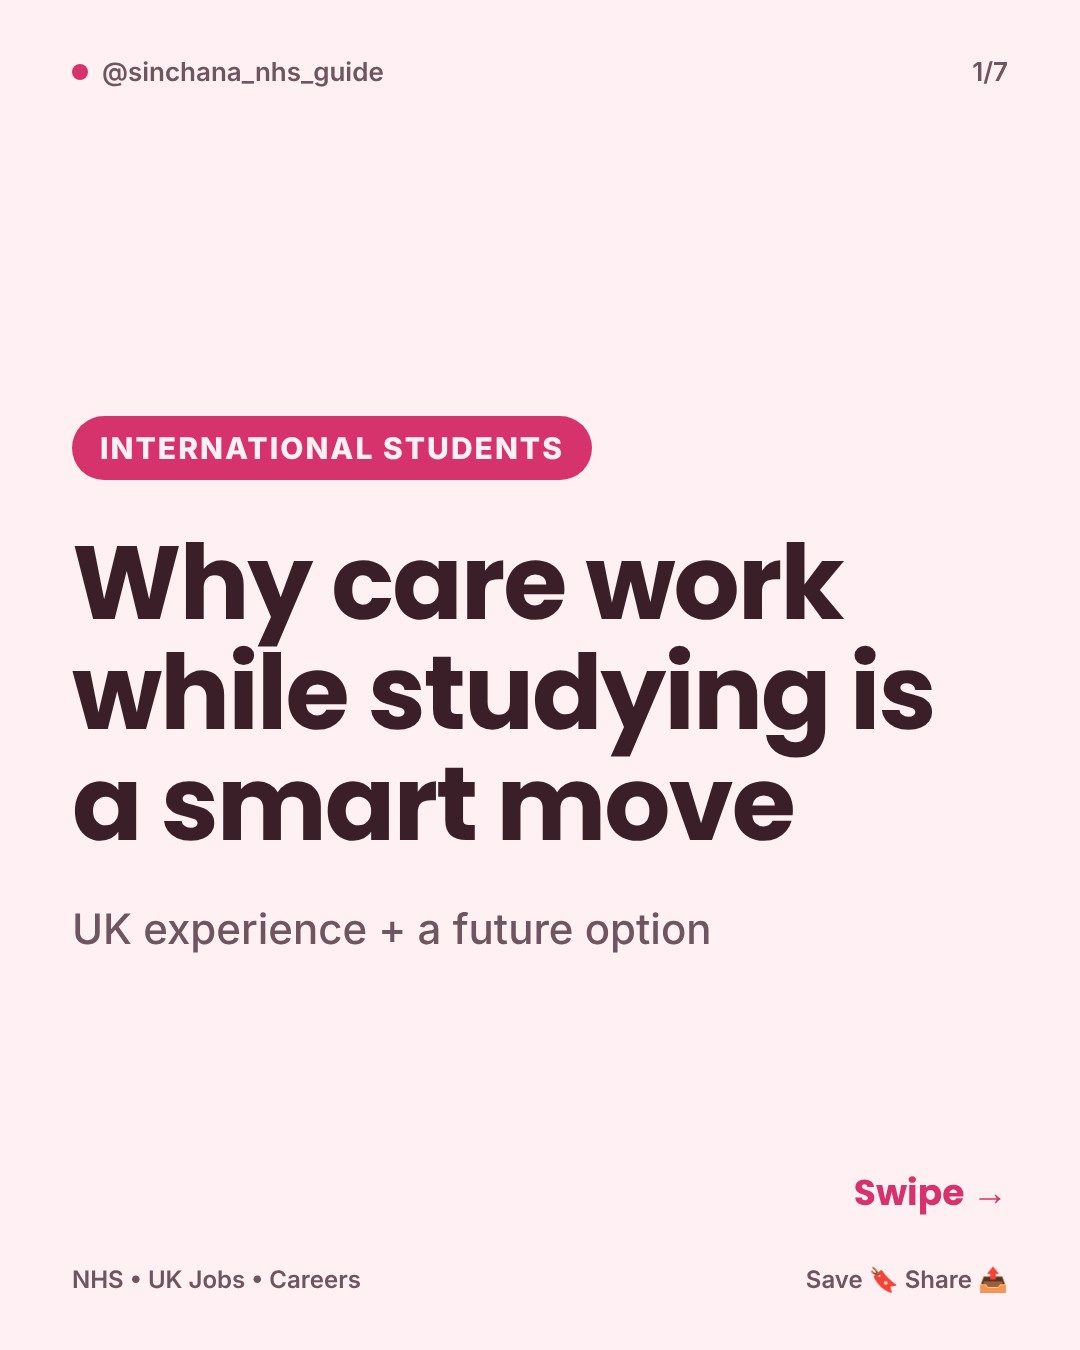 @sinchana_nhs_guide
1/7
INTERNATIONAL STUDENTS
Why care work
while studying is
a smart move
UK experience + a future option
Swipe →
NHS • UK Jobs • Careers
Save 🔖 Share 📤